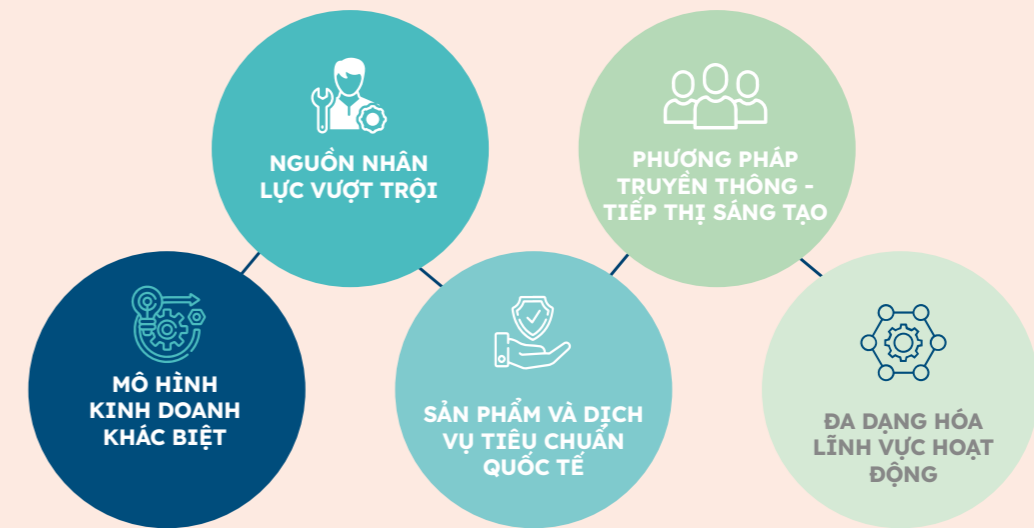 MÔ HÌNH
KINH DOANH
KHÁC BIỆT
NGUỒN NHÂN
LỰC VƯỢT TRỘI
SẢN PHẨM VÀ DỊCH
VỤ TIÊU CHUẨN
QUỐC TẾ
PHƯƠNG PHÁP
TRUYỀN THÔNG -
TIẾP THỊ SÁNG TẠO
ĐA DẠNG HÓA
LĨNH VỰC HOẠT
ĐỘNG